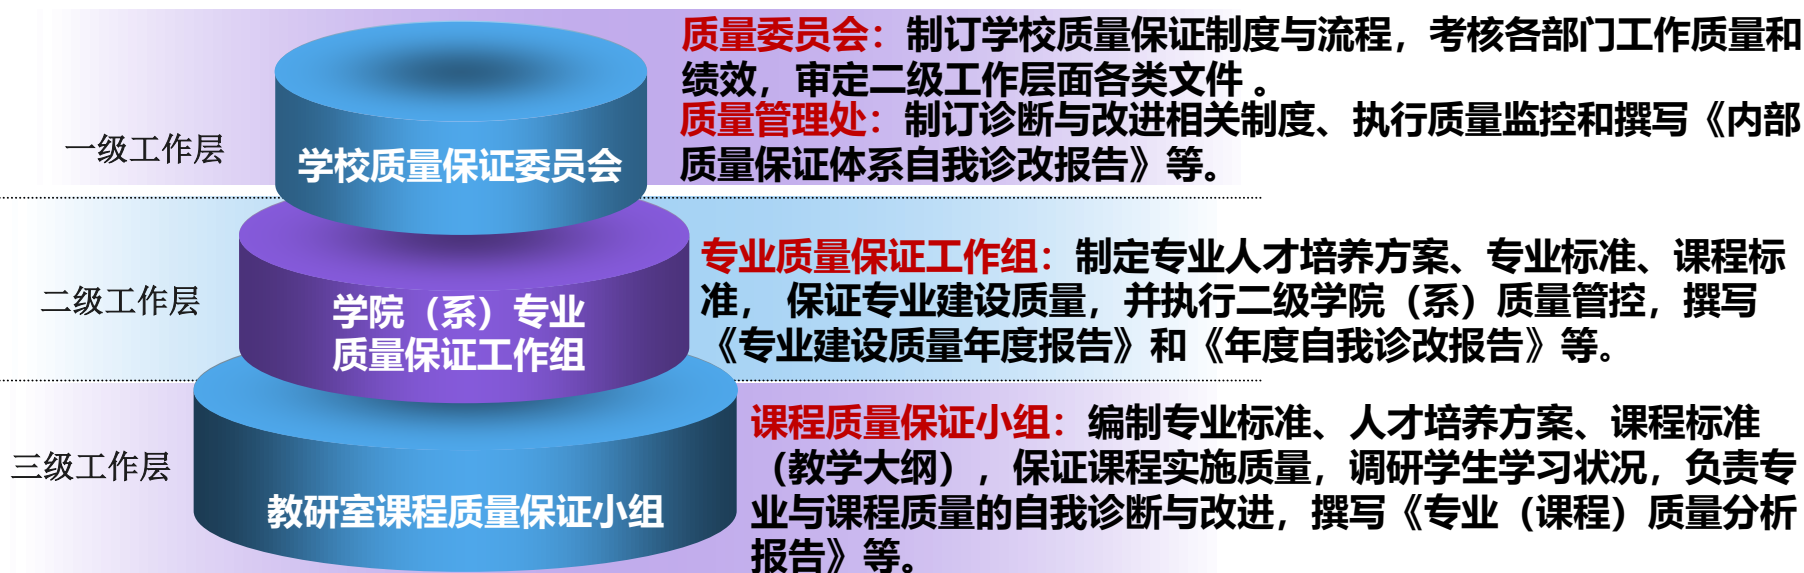 质量委员会：制订学校质量保证制度与流程，考核各部门工作质量和
绩效，审定二级工作层面各类文件 。
质量管理处：制订诊断与改进相关制度、执行质量监控和撰写《内部
质量保证体系自我诊改报告》等。
一级工作层
学校质量保证委员会
专业质量保证工作组：制定专业人才培养方案、专业标准、课程标
准， 保证专业建设质量，并执行二级学院（系）质量管控，撰写
《专业建设质量年度报告》和《年度自我诊改报告》等。
二级工作层
学院（系）专业
质量保证工作组
课程质量保证小组：编制专业标准、人才培养方案、课程标准
（教学大纲），保证课程实施质量，调研学生学习状况，负责专
业与课程质量的自我诊断与改进，撰写《专业（课程）质量分析
报告》等。
三级工作层
教研室课程质量保证小组